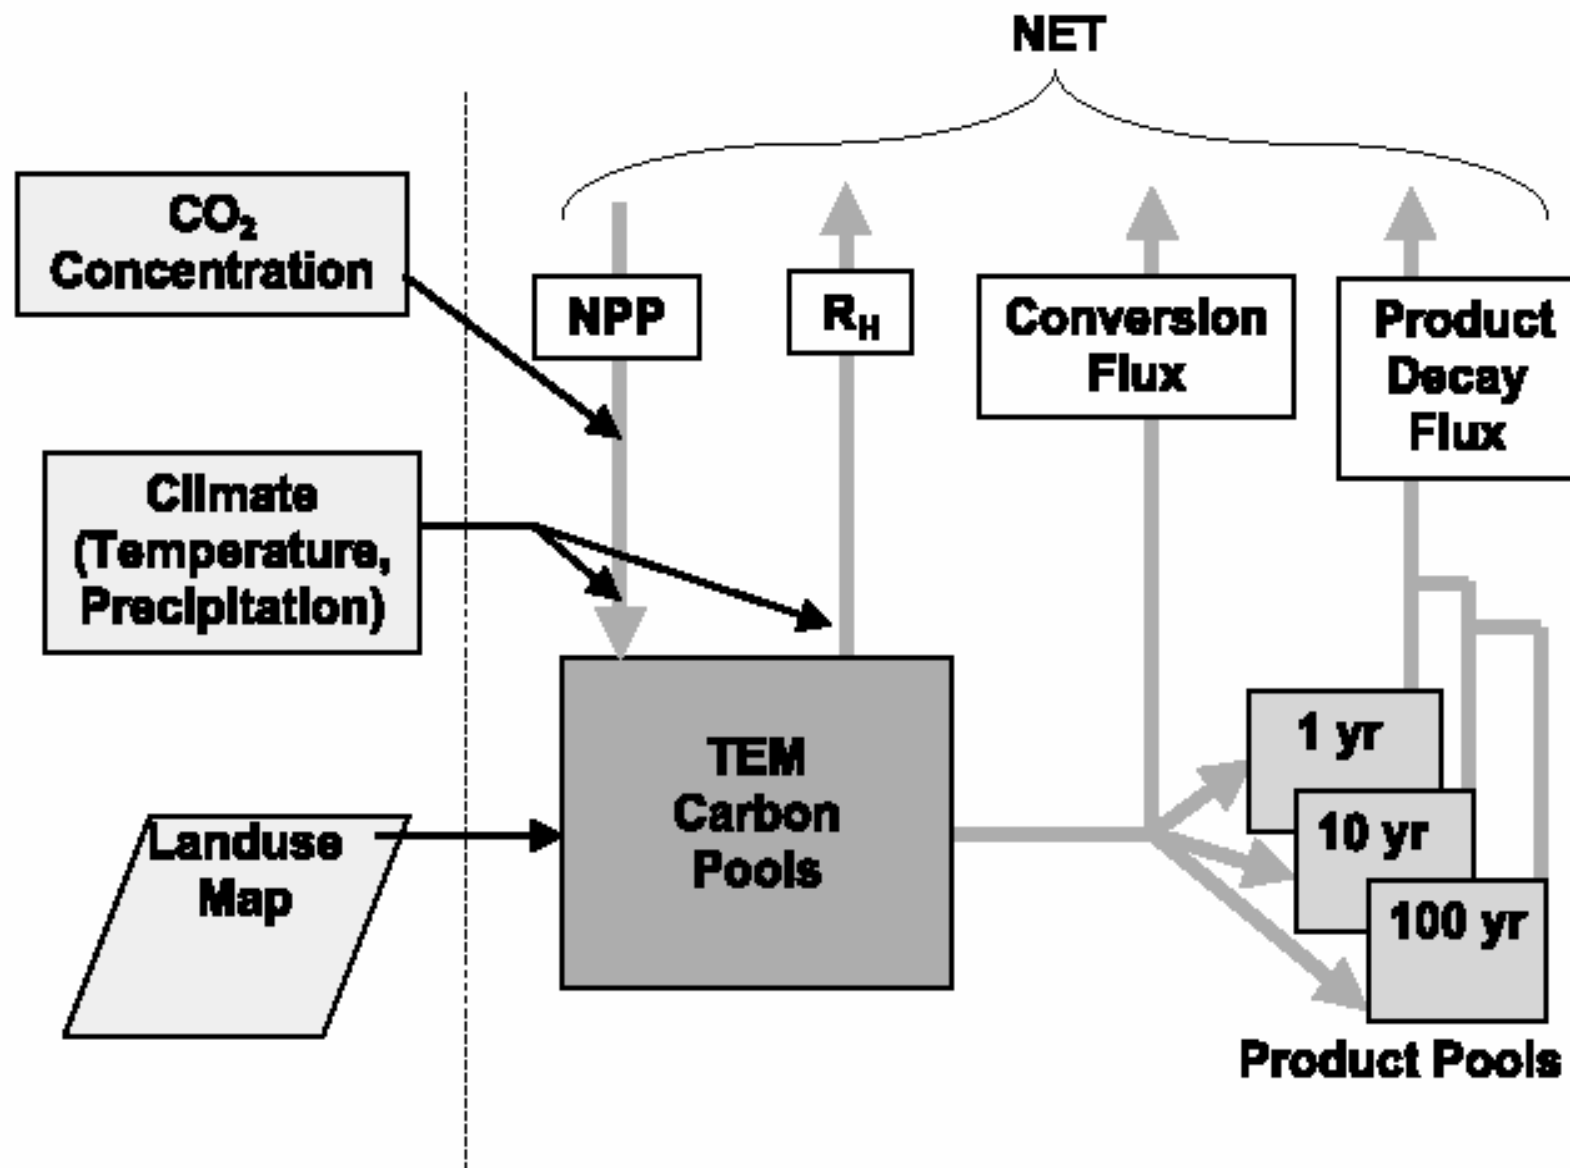 NET
CO₂
Concentration
NPP
R_H
Conversion
Flux
Product
Decay
Flux
Climate
(Temperature,
Precipitation)
TEM
Carbon
Pools
1 yr
10 yr
100 yr
Landuse
Map
Product Pools